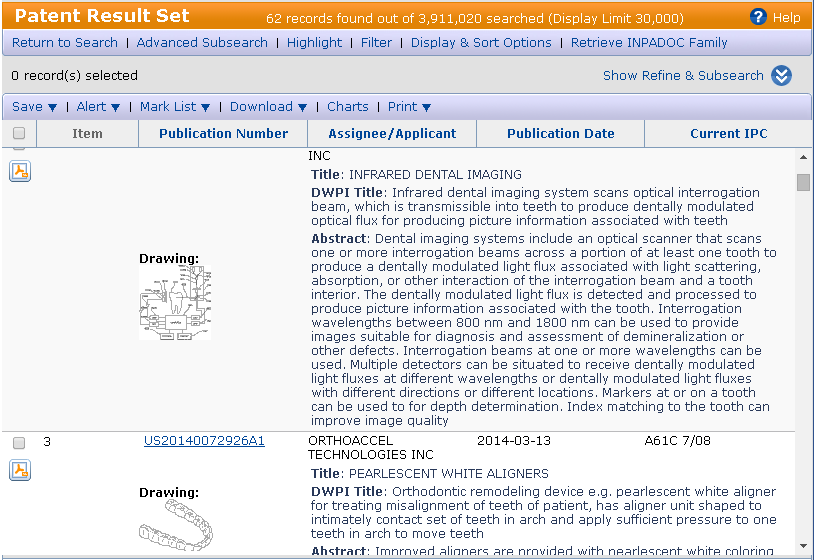 Patent Result Set
62 records found out of 3,911,020 searched (Display Limit 30,000)
? Help
Return to Search | Advanced Subsearch | Highlight | Filter | Display & Sort Options | Retrieve INPADOC Family
0 record(s) selected
Show Refine & Subsearch
Save | Alert | Mark List | Download | Charts | Print
Item Publication Number Assignee/Applicant Publication Date Current IPC
INC
Title: INFRARED DENTAL IMAGING
DWPI Title: Infrared dental imaging system scans optical interrogation
beam, which is transmissible into teeth to produce dentally modulated
optical flux for producing picture information associated with teeth
Abstract: Dental imaging systems include an optical scanner that scans
one or more interrogation beams across a portion of at least one tooth to
Drawing:
produce a dentally modulated light flux associated with light scattering,
absorption, or other interaction of the interrogation beam and a tooth
interior. The dentally modulated light flux is detected and processed to
produce picture information associated with the tooth. Interrogation
wavelengths between 800 nm and 1800 nm can be used to provide
images suitable for diagnosis and assessment of demineralization or
other defects. Interrogation beams at one or more wavelengths can be
used. Multiple detectors can be situated to receive dentally modulated
light fluxes at different wavelengths or dentally modulated light fluxes
with different directions or different locations. Markers at or on a tooth
can be used to for depth determination. Index matching to the tooth can
improve image quality
3 US20140072926A1 ORTHOACCEL 2014-03-13 A61C 7/08
TECHNOLOGIES INC
Title: PEARLESCENT WHITE ALIGNERS
Drawing:
DWPI Title: Orthodontic remodeling device e.g. pearlescent white aligner
for treating misalignment of teeth of patient, has aligner unit shaped to
intimately contact set of teeth in arch and apply sufficient pressure to one
teeth in arch to move teeth
Abstract: Improved aligners are provided with pearlescent white coloring